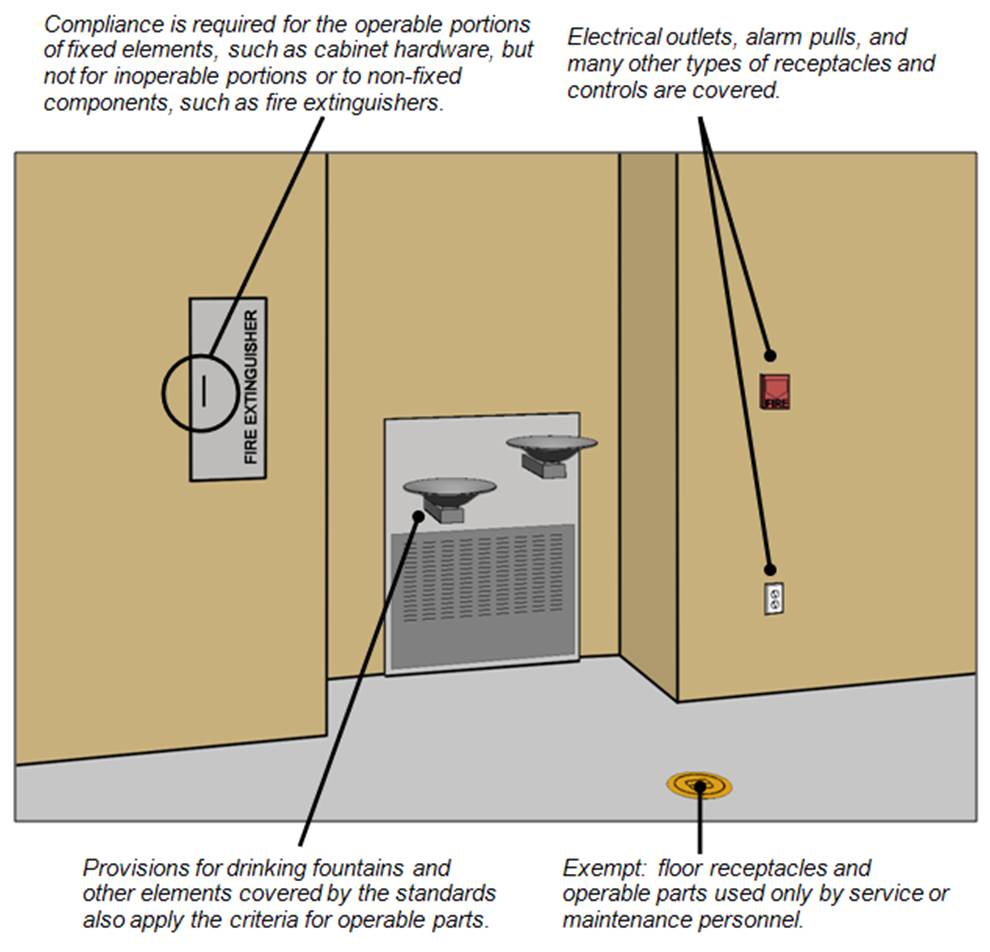 Compliance is required for the operable portions
of fixed elements, such as cabinet hardware, but
not for inoperable portions or to non-fixed
components, such as fire extinguishers.
Electrical outlets, alarm pulls, and
many other types of receptacles and
controls are covered.
FIRE EXTINGUISHER
FIRE
Provisions for drinking fountains and
other elements covered by the standards
also apply the criteria for operable parts.
Exempt:  floor receptacles and
operable parts used only by service or
maintenance personnel.